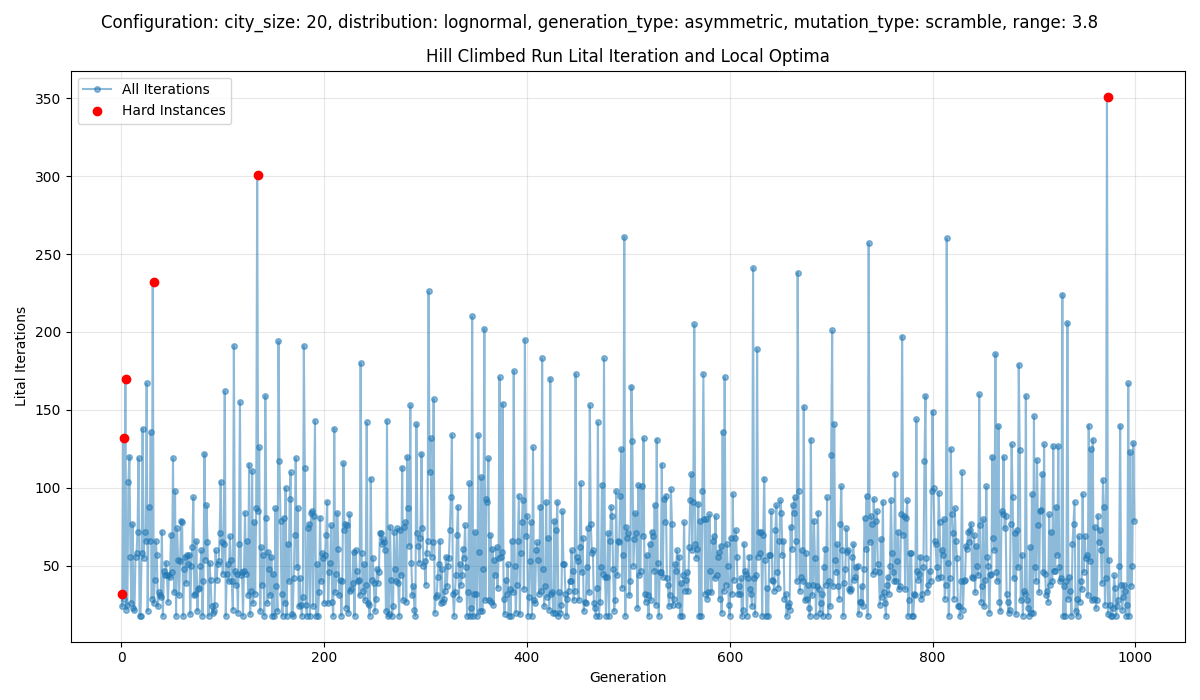 Configuration: city_size: 20, distribution: lognormal, generation_type: asymmetric, mutation_type: scramble, range: 3.8
Hill Climbed Run Lital Iteration and Local Optima
All Iterations
Hard Instances
Lital Iterations
350
300
250
200
150
100
50
0
200
400
600
800
1000
Generation